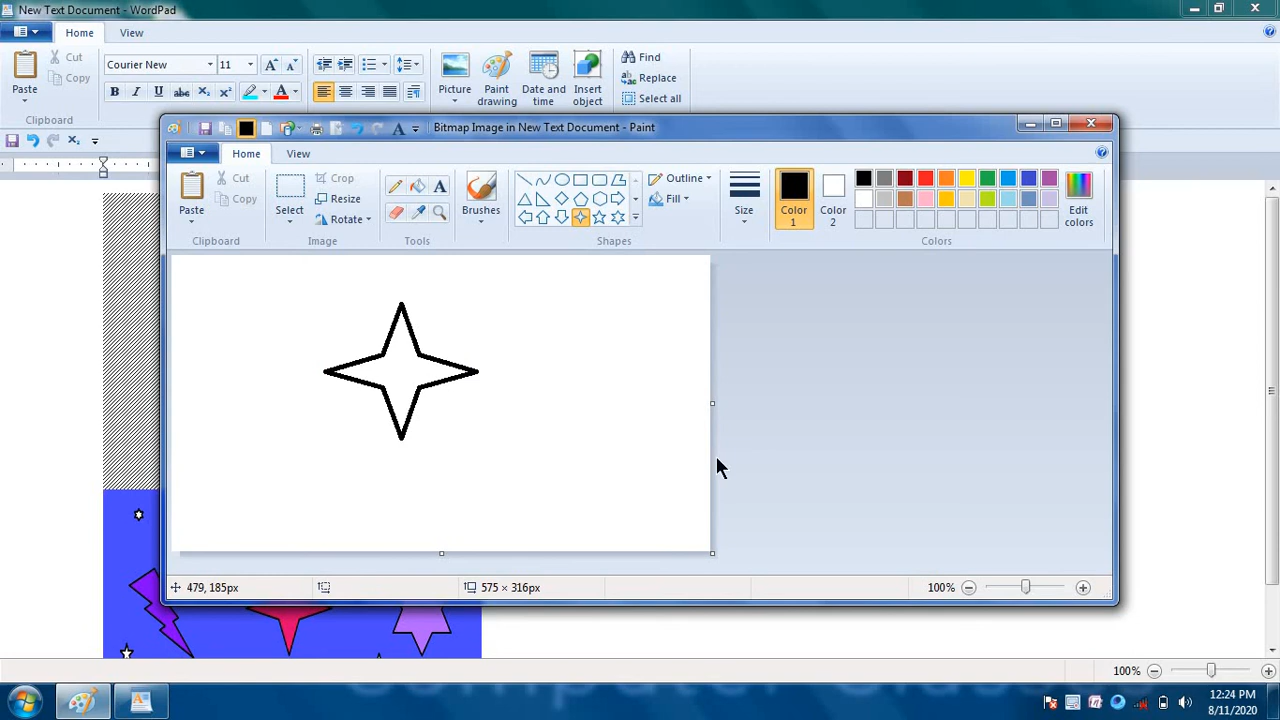 New Text Document - WordPad
Home View
Cut
Copy
Paste
Clipboard
Courier New 11
B I U abc X₂ X² A
Picture
Paint drawing
Date and time
Insert object
Find
Replace
Select all
Bitmap Image in New Text Document - Paint
Home View
Paste
Cut
Copy
Clipboard
Select
Crop
Resize
Rotate
Image
A
Tools
Brushes
Outline
Fill
Shapes
Size
Color 1
Color 2
Edit colors
Colors
479, 185px
575 × 316px
100%
100%
12:24 PM
8/11/2020